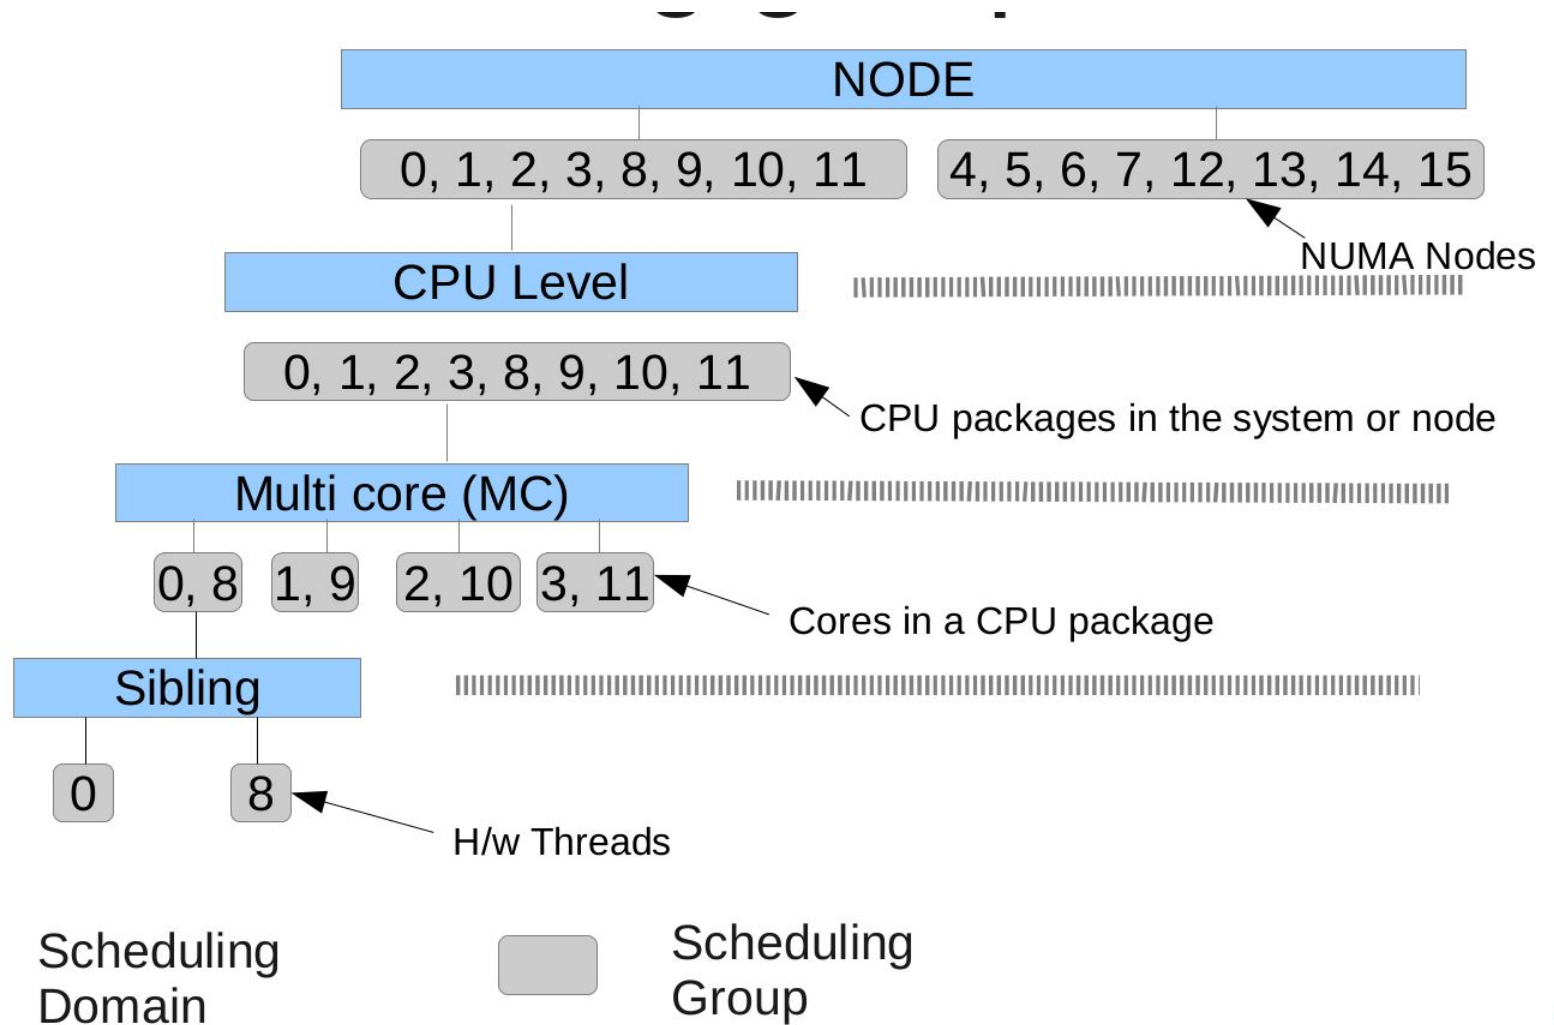 NODE
0, 1, 2, 3, 8, 9, 10, 11
4, 5, 6, 7, 12, 13, 14, 15
NUMA Nodes
CPU Level
0, 1, 2, 3, 8, 9, 10, 11
CPU packages in the system or node
Multi core (MC)
0, 8
1, 9
2, 10
3, 11
Cores in a CPU package
Sibling
0
8
H/w Threads
Scheduling
Domain
Scheduling
Group